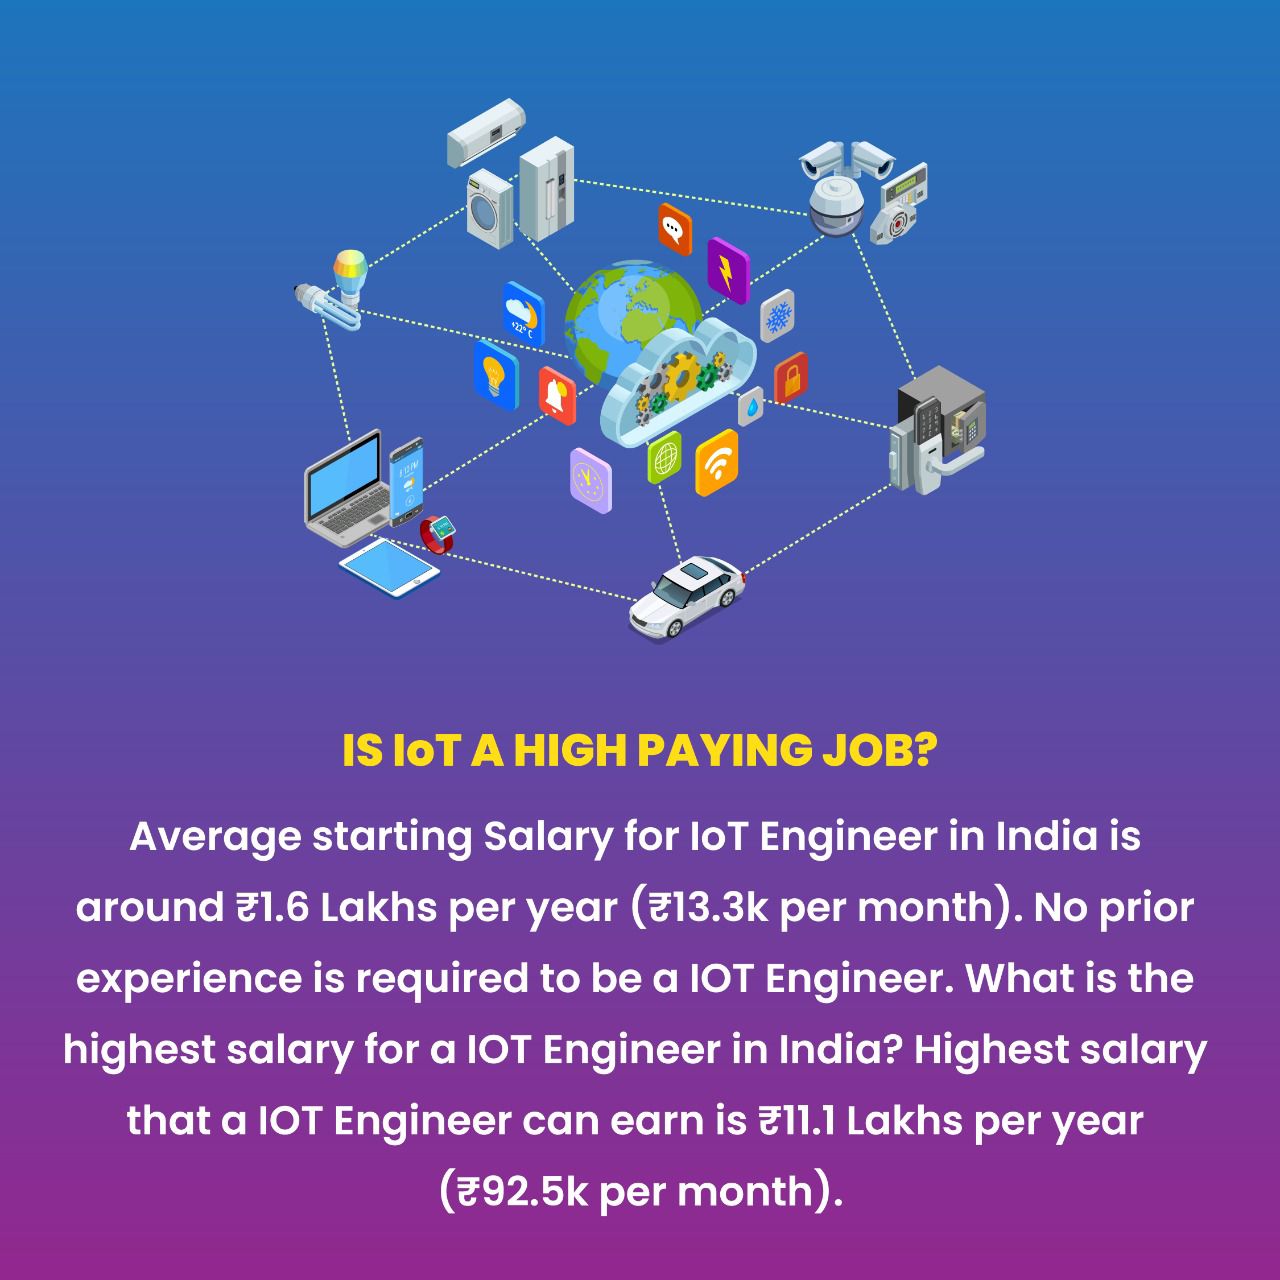 +22° C
IS IoT A HIGH PAYING JOB?
Average starting Salary for IoT Engineer in India is
around ₹1.6 Lakhs per year (₹13.3k per month). No prior
experience is required to be a IOT Engineer. What is the
highest salary for a IOT Engineer in India? Highest salary
that a IOT Engineer can earn is ₹11.1 Lakhs per year
(₹92.5k per month).